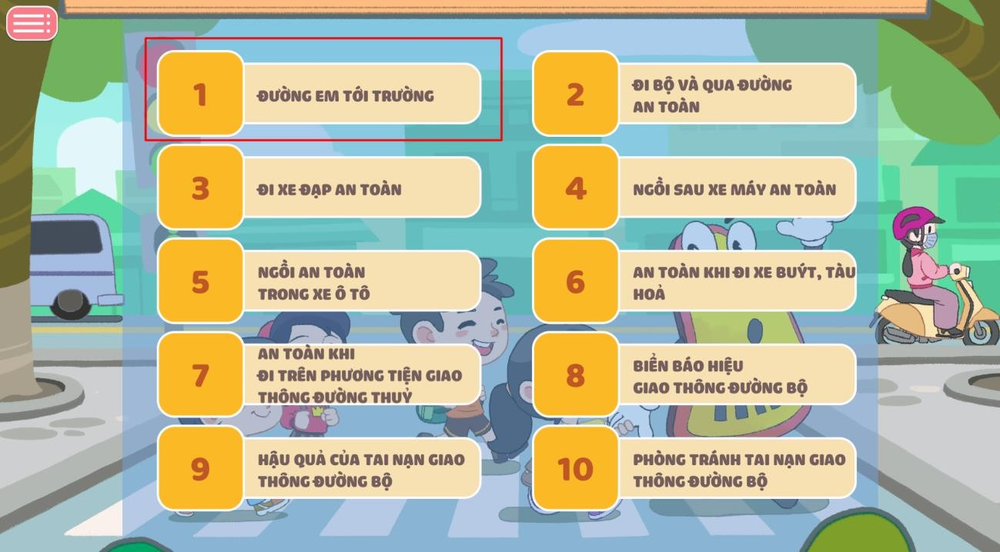 1
ĐƯỜNG EM TỚI TRƯỜNG
2
ĐI BỘ VÀ QUA ĐƯỜNG
AN TOÀN
3
ĐI XE ĐẠP AN TOÀN
4
NGỒI SAU XE MÁY AN TOÀN
5
NGỒI AN TOÀN
TRONG XE Ô TÔ
6
AN TOÀN KHI ĐI XE BUÝT, TÀU
HOẢ
7
AN TOÀN KHI
ĐI TRÊN PHƯƠNG TIỆN GIAO
THÔNG ĐƯỜNG THUỶ
8
BIỂN BÁO HIỆU
GIAO THÔNG ĐƯỜNG BỘ
9
HẬU QUẢ CỦA TAI NẠN GIAO
THÔNG ĐƯỜNG BỘ
10
PHÒNG TRÁNH TAI NẠN GIAO
THÔNG ĐƯỜNG BỘ